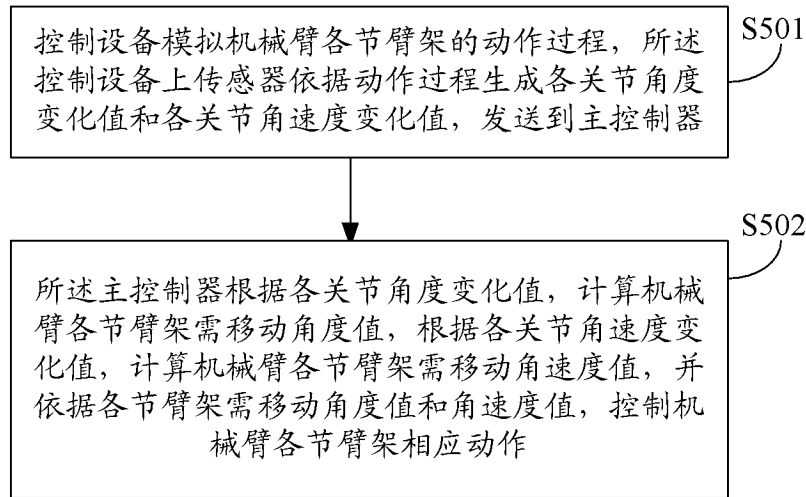 控制设备模拟机械臂各节臂架的动作过程，所述
控制设备上传感器依据动作过程生成各关节角度
变化值和各关节角速度变化值，发送到主控制器
S501
所述主控制器根据各关节角度变化值，计算机械
臂各节臂架需移动角度值，根据各关节角速度变
化值，计算机械臂各节臂架需移动角速度值，并
依据各节臂架需移动角度值和角速度值，控制机
械臂各节臂架相应动作
S502